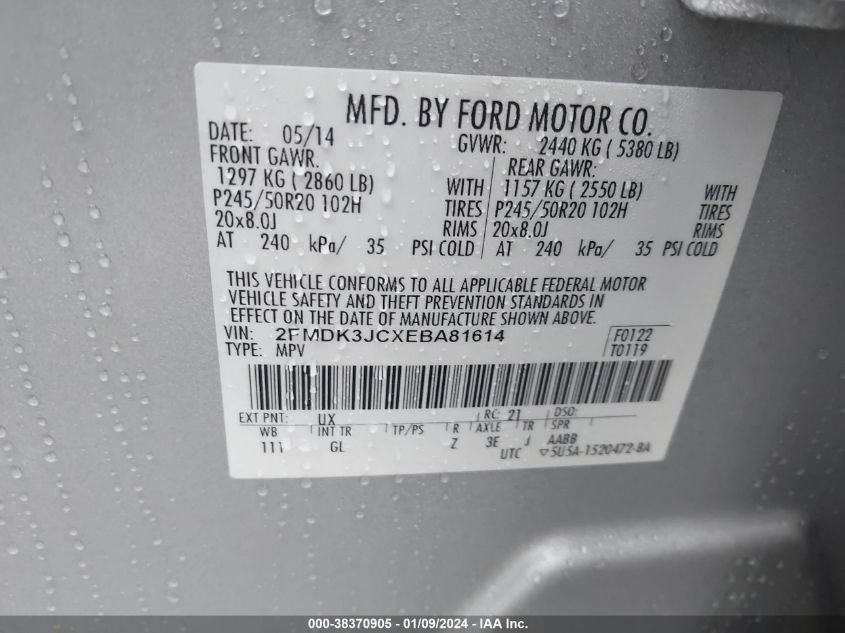 MFD. BY FORD MOTOR CO.
DATE: 05/14 GVWR: 2440 KG ( 5380 LB)
FRONT GAWR: REAR GAWR:
1297 KG ( 2860 LB) WITH 1157 KG ( 2550 LB) WITH
P245/50R20 102H TIRES P245/50R20 102H TIRES
20x8.0J RIMS 20x8.0J RIMS
AT 240 kPa/ 35 PSI COLD AT 240 kPa/ 35 PSI COLD
THIS VEHICLE CONFORMS TO ALL APPLICABLE FEDERAL MOTOR
VEHICLE SAFETY AND THEFT PREVENTION STANDARDS IN
EFFECT ON THE DATE OF MANUFACTURE SHOWN ABOVE.
VIN: 2FMDK3JCXEBA81614 F0122
TYPE: MPV T0119
EXT PNT: UX RC: 21 DSO:
WB INT TR TP/PS R AXLE TR SPR
111 GL Z 3E J AABB
UTC ▽5U5A-1520472-BA
000-38370905 - 01/09/2024 - IAA Inc.